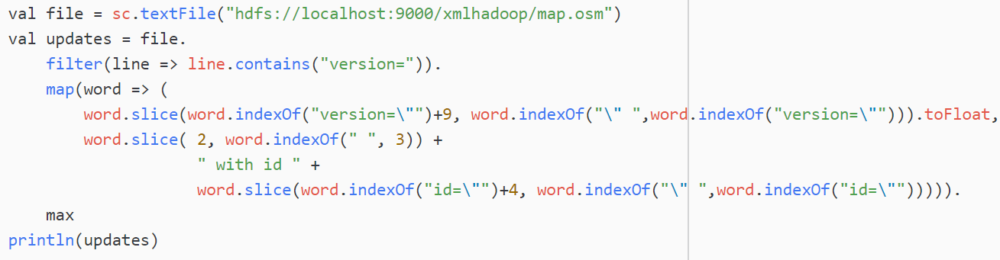 val file = sc.textFile("hdfs://localhost:9000/xmlhadoop/map.osm")
val updates = file.
    filter(line => line.contains("version=")).
    map(word => (
        word.slice(word.indexOf("version=\"")+9, word.indexOf("\" ",word.indexOf("version=\""))).toFloat,
        word.slice( 2, word.indexOf(" ", 3)) +
                    " with id " +
                    word.slice(word.indexOf("id=\"")+4, word.indexOf("\" ",word.indexOf("id=\""))))).
    max
println(updates)